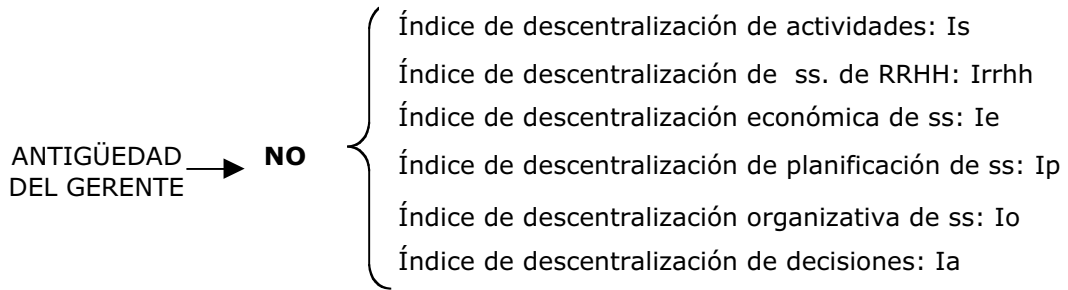 Índice de descentralización de actividades: Is
Índice de descentralización de ss. de RRHH: Irrhh
Índice de descentralización económica de ss: Ie
ANTIGÜEDAD
DEL GERENTE
NO
Índice de descentralización de planificación de ss: Ip
Índice de descentralización organizativa de ss: Io
Índice de descentralización de decisiones: Ia